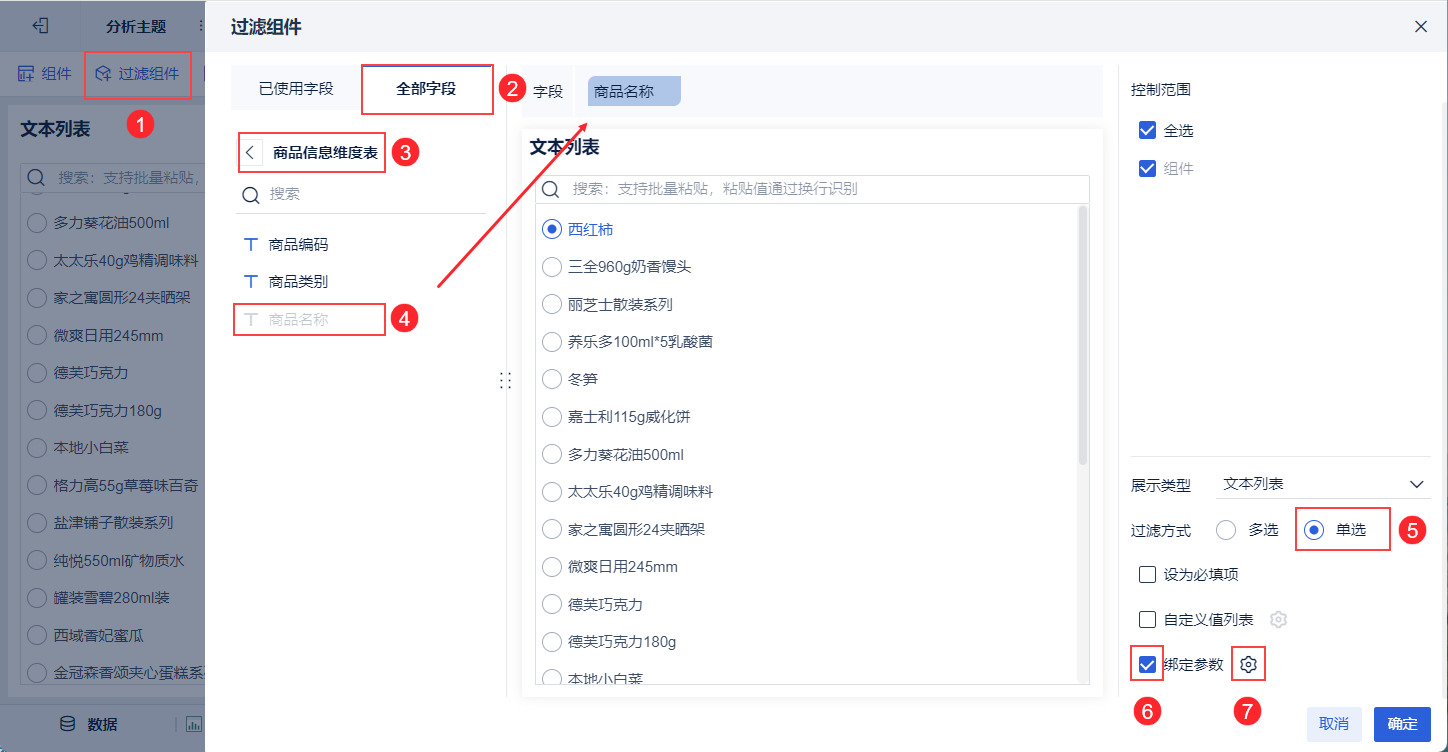 分析主题
组件
过滤组件
1
文本列表
搜索：支持批量粘贴，
多力葵花油500ml
太太乐40g鸡精调味料
家之寓圆形24夹晒架
微爽日用245mm
德芙巧克力
德芙巧克力180g
本地小白菜
格力高55g草莓味百奇
盐津铺子散装系列
纯悦550ml矿物质水
罐装雪碧280ml装
西域香妃蜜瓜
金冠森香颂夹心蛋糕系
数据
过滤组件
已使用字段
全部字段
2
商品信息维度表
3
搜索
T 商品编码
T 商品类别
T 商品名称
4
字段
商品名称
文本列表
搜索：支持批量粘贴，粘贴值通过换行识别
西红柿
三全960g奶香馒头
丽芝士散装系列
养乐多100ml*5乳酸菌
冬笋
嘉士利115g威化饼
多力葵花油500ml
太太乐40g鸡精调味料
家之寓圆形24夹晒架
微爽日用245mm
德芙巧克力
德芙巧克力180g
本地小白菜
控制范围
全选
组件
展示类型
文本列表
过滤方式
多选
单选
5
设为必填项
自定义值列表
绑定参数
6
7
取消
确定